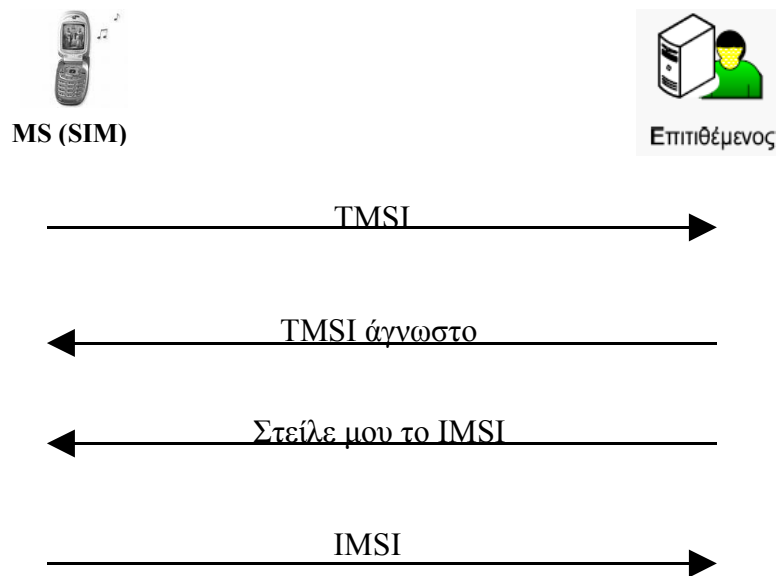 MS (SIM)
Επιτιθέμενος
TMSI
TMSI άγνωστο
Στείλε μου το IMSI
IMSI